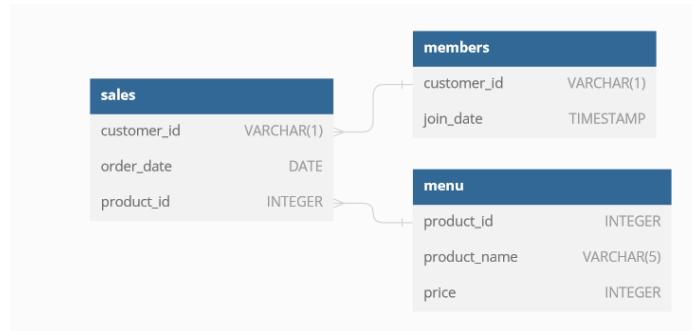 sales
customer_id VARCHAR(1)
order_date DATE
product_id INTEGER
members
customer_id VARCHAR(1)
join_date TIMESTAMP
menu
product_id INTEGER
product_name VARCHAR(5)
price INTEGER